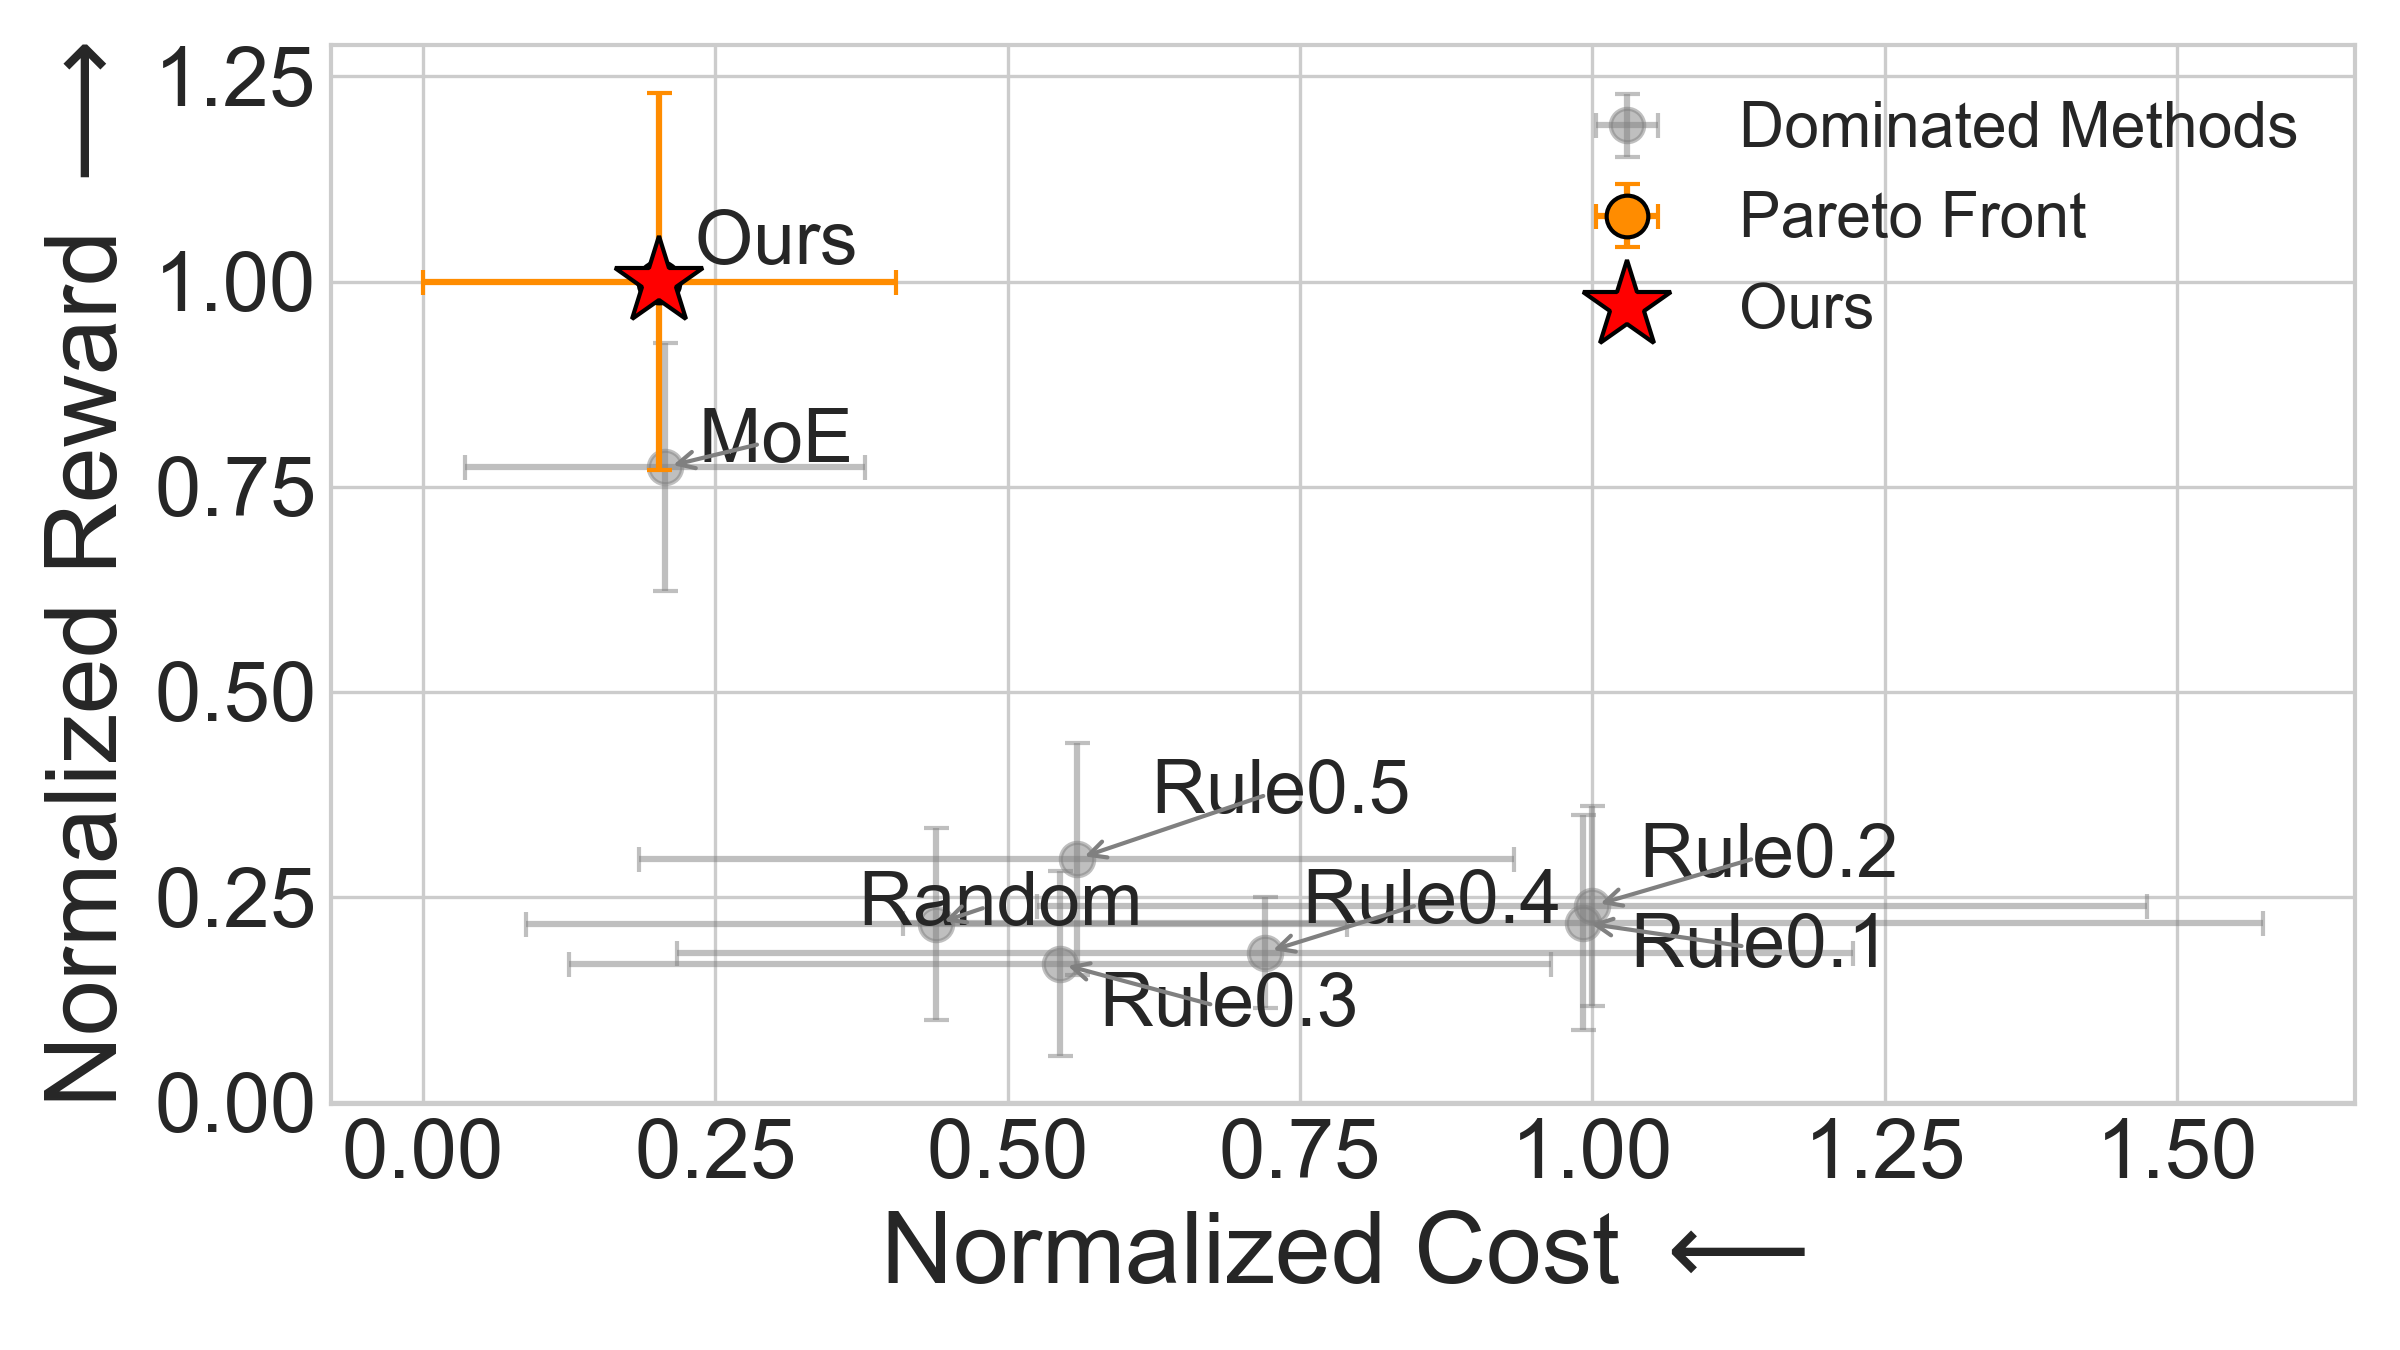 Normalized Reward ⟶
1.25
1.00
0.75
0.50
0.25
0.00
Dominated Methods
Pareto Front
Ours
Ours
MoE
Rule0.5
Rule0.2
Random
Rule0.4
Rule0.1
Rule0.3
0.00 0.25 0.50 0.75 1.00 1.25 1.50
Normalized Cost ⟵